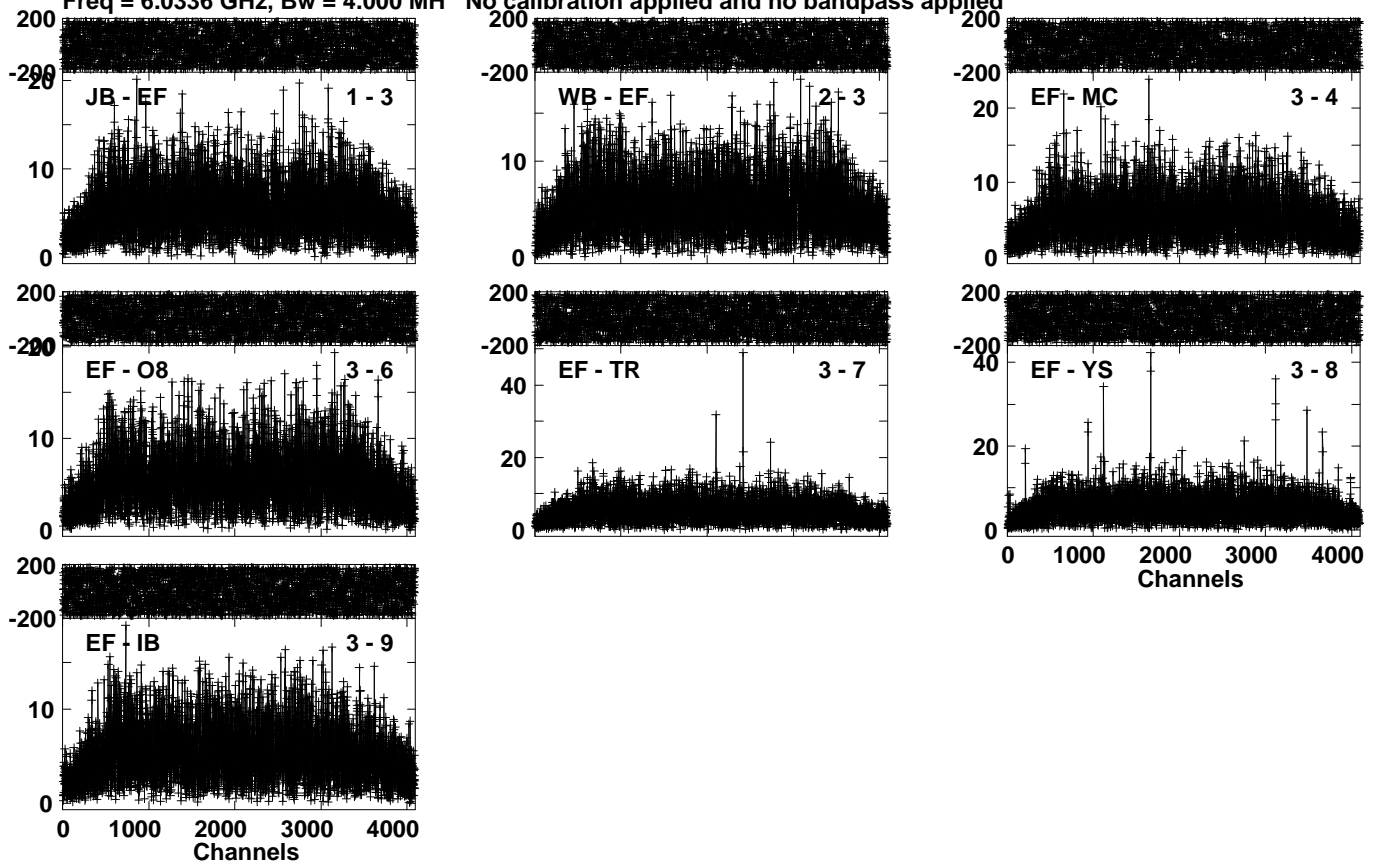 Freq = 6.0336 GHz, Bw = 4.000 MH No calibration applied and no bandpass applied
200
-200
20
10
0
JB - EF 1 - 3
200
-200
10
0
WB - EF 2 - 3
200
-200
20
10
0
EF - MC 3 - 4
200
-200
20
10
0
EF - O8 3 - 6
200
-200
40
20
0
EF - TR 3 - 7
200
-200
40
20
0
EF - YS 3 - 8
0 1000 2000 3000 4000
Channels
200
-200
10
0
EF - IB 3 - 9
0 1000 2000 3000 4000
Channels